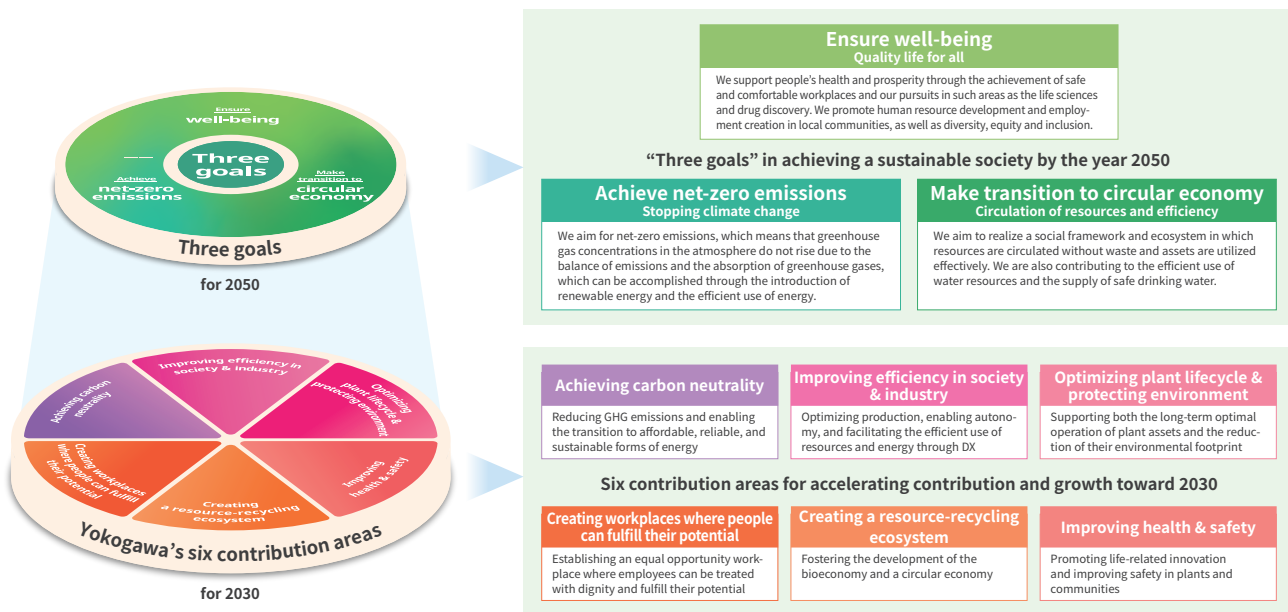 Ensure
well-being
Three
goals
Achieve
net-zero
emissions
Make
transition to
circular
economy
Three goals
for 2050
Ensure well-being
Quality life for all
We support people's health and prosperity through the achievement of safe
and comfortable workplaces and our pursuits in such areas as the life sciences
and drug discovery. We promote human resource development and employ-
ment creation in local communities, as well as diversity, equity and inclusion.
“Three goals” in achieving a sustainable society by the year 2050
Achieve net-zero emissions
Stopping climate change
We aim for net-zero emissions, which means that greenhouse
gas concentrations in the atmosphere do not rise due to the
balance of emissions and the absorption of greenhouse gases,
which can be accomplished through the introduction of
renewable energy and the efficient use of energy.
Make transition to circular economy
Circulation of resources and efficiency
We aim to realize a social framework and ecosystem in which
resources are circulated without waste and assets are utilized
effectively. We are also contributing to the efficient use of
water resources and the supply of safe drinking water.
Achieving carbon
neutrality
Improving efficiency in
society & industry
Optimizing
plant lifecycle &
protecting environment
Creating workplaces
where people can fulfill
their potential
Creating
a resource-recycling
ecosystem
Improving
health & safety
Yokogawa's six contribution areas
for 2030
Achieving carbon neutrality
Reducing GHG emissions and enabling
the transition to affordable, reliable, and
sustainable forms of energy
Improving efficiency in society
& industry
Optimizing production, enabling autono-
my, and facilitating the efficient use of
resources and energy through DX
Optimizing plant lifecycle &
protecting environment
Supporting both the long-term optimal
operation of plant assets and the reduc-
tion of their environmental footprint
Six contribution areas for accelerating contribution and growth toward 2030
Creating workplaces where people
can fulfill their potential
Establishing an equal opportunity work-
place where employees can be treated
with dignity and fulfill their potential
Creating a resource-recycling
ecosystem
Fostering the development of the
bioeconomy and a circular economy
Improving health & safety
Promoting life-related innovation
and improving safety in plants and
communities